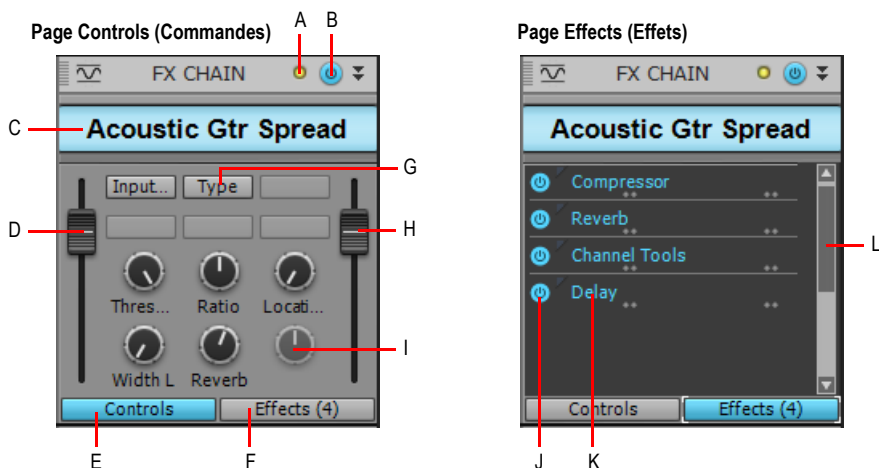 Page Controls (Commandes)
A
B
FX CHAIN
C
Acoustic Gtr Spread
G
Input...
Type
D
H
Thres...
Ratio
Locati...
I
Width L
Reverb
Controls
Effects (4)
E
F
Page Effects (Effets)
FX CHAIN
Acoustic Gtr Spread
Compressor
Reverb
L
Channel Tools
Delay
Controls
Effects (4)
J
K